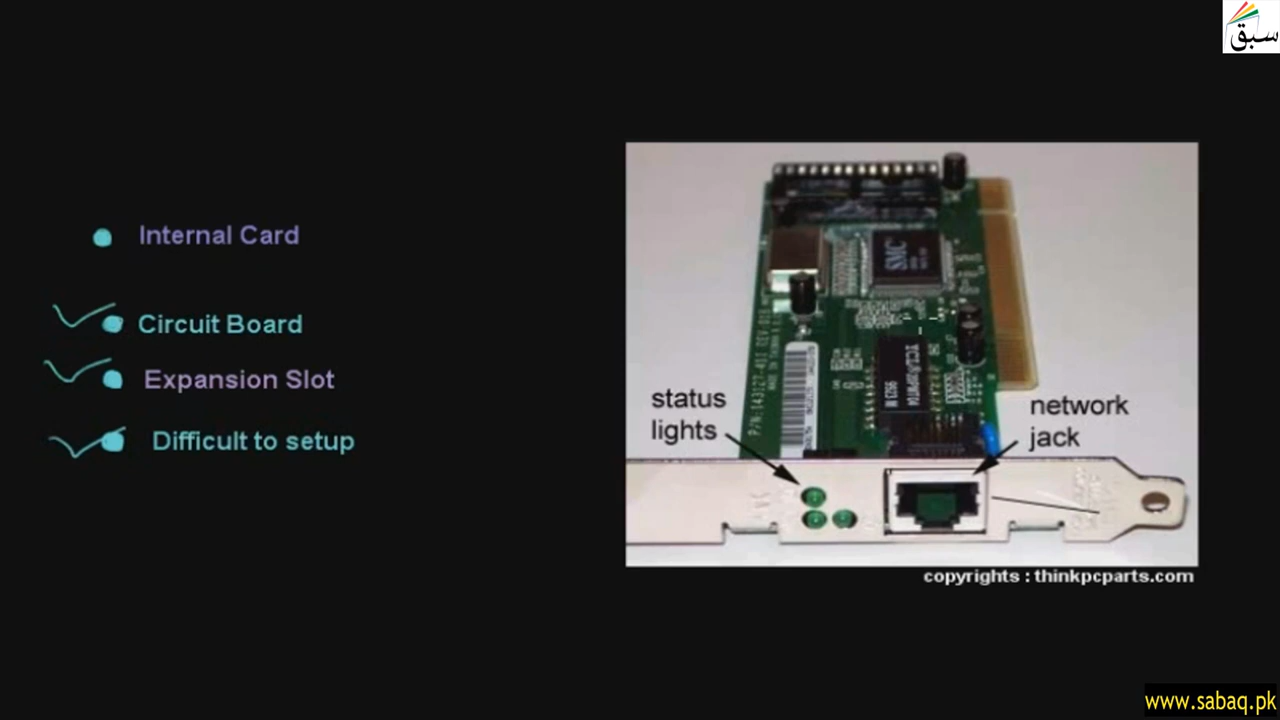 سبق
Internal Card
Circuit Board
Expansion Slot
Difficult to setup
SMC
status
lights
network
jack
copyrights : thinkpcparts.com
www.sabaq.pk